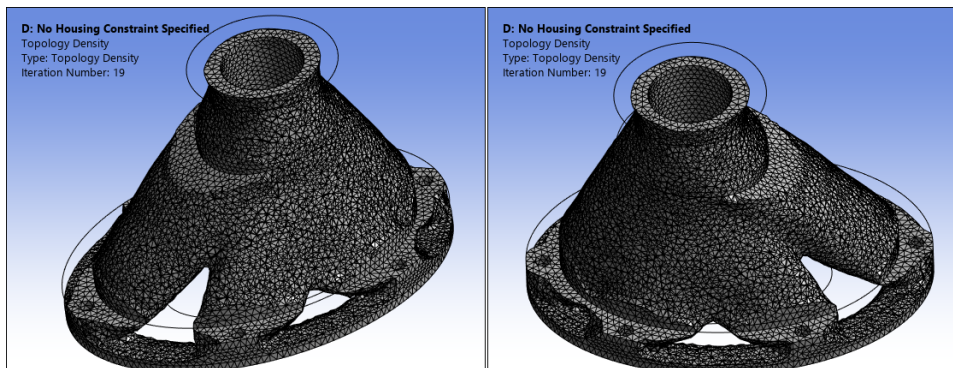 D: No Housing Constraint Specified
Topology Density
Type: Topology Density
Iteration Number: 19
D: No Housing Constraint Specified
Topology Density
Type: Topology Density
Iteration Number: 19